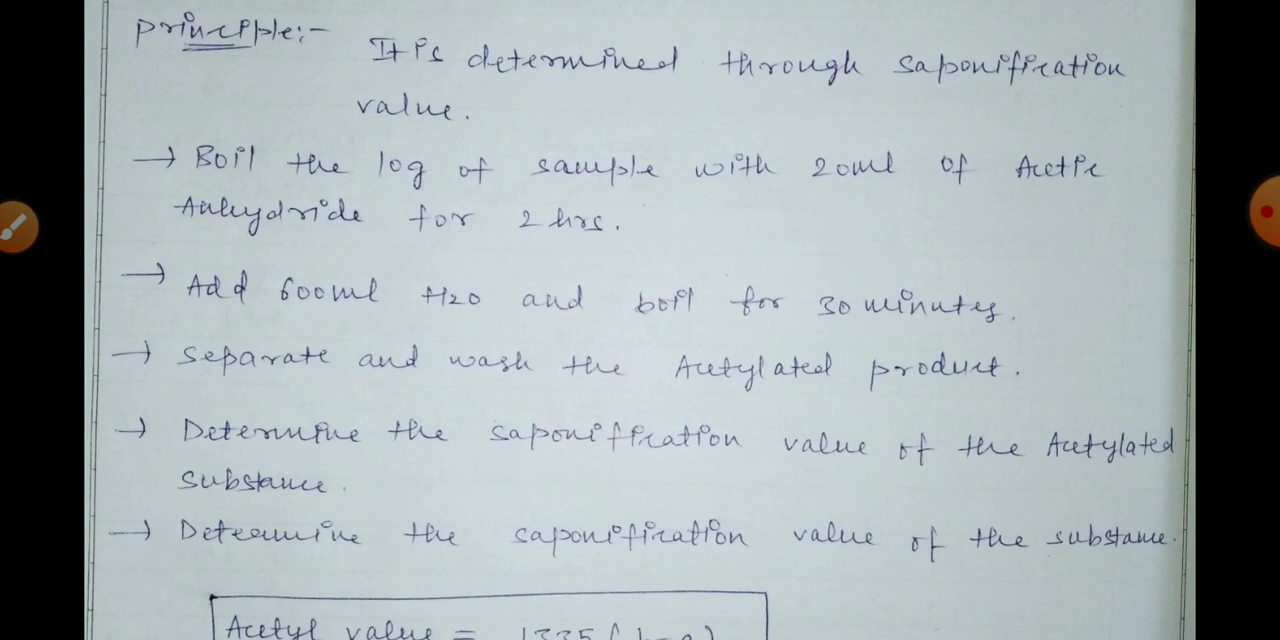 Principle:-
It is determined through saponification
value.
→ Boil the 10g of sample with 20ml of Acetic
Anhydride for 2 hrs.
→ Add 600ml H2O and boil for 30 minutes.
→ Separate and wash the Acetylated product.
→ Determine the saponification value of the Acetylated
substance.
→ Determine the saponification value of the substance.
Acetyl value = 1335(b-a)